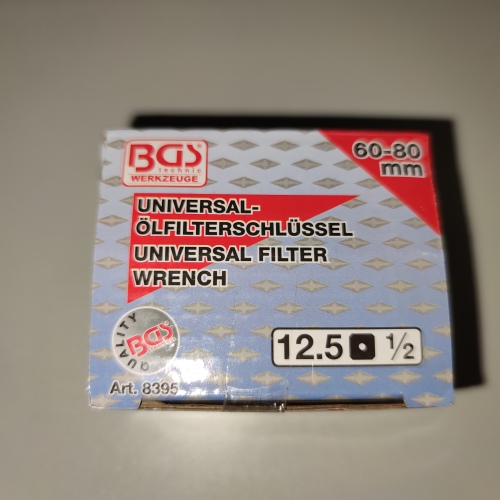 BGS
technic
WERKZEUGE
60-80
mm
UNIVERSAL-
ÖLFILTERSCHLÜSSEL
UNIVERSAL FILTER
WRENCH
QUALITY
BGS
12.5 1/2
Art. 8395